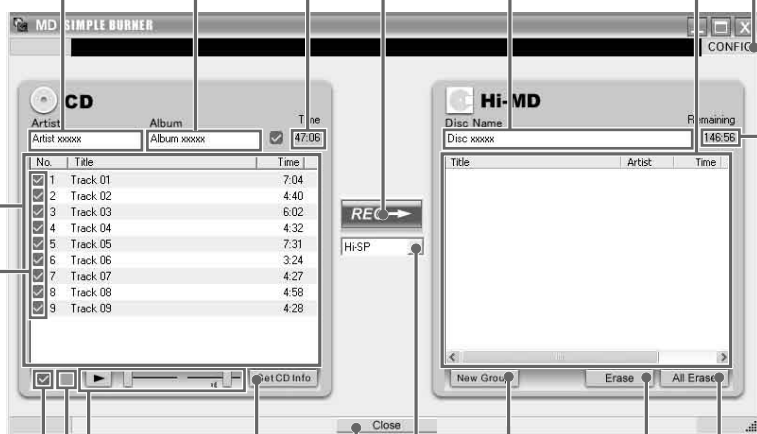 MD SIMPLE BURNER
CONFIG
CD
Artist Album Time
Artist xxxxx Album xxxxx 47:06
No. Title Time
1 Track 01 7:04
2 Track 02 4:40
3 Track 03 6:02
4 Track 04 4:32
5 Track 05 7:31
6 Track 06 3:24
7 Track 07 4:27
8 Track 08 4:58
9 Track 09 4:28
Get CD Info
REC
Hi-SP
Hi-MD
Disc Name Remaining
Disc xxxxx 146:56
Title Artist Time
New Group Erase All Erase
Close